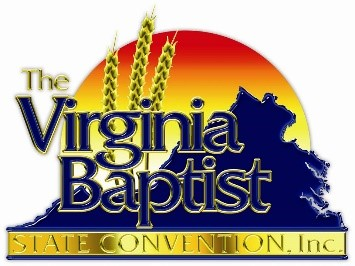 The
Virginia
Baptist
STATE CONVENTION, Inc.